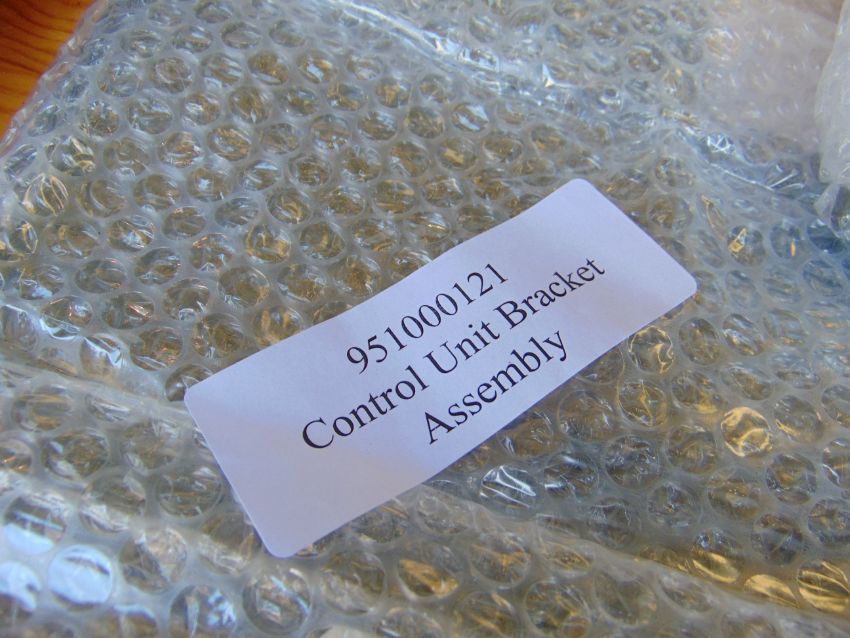 951000121
Control Unit Bracket
Assembly